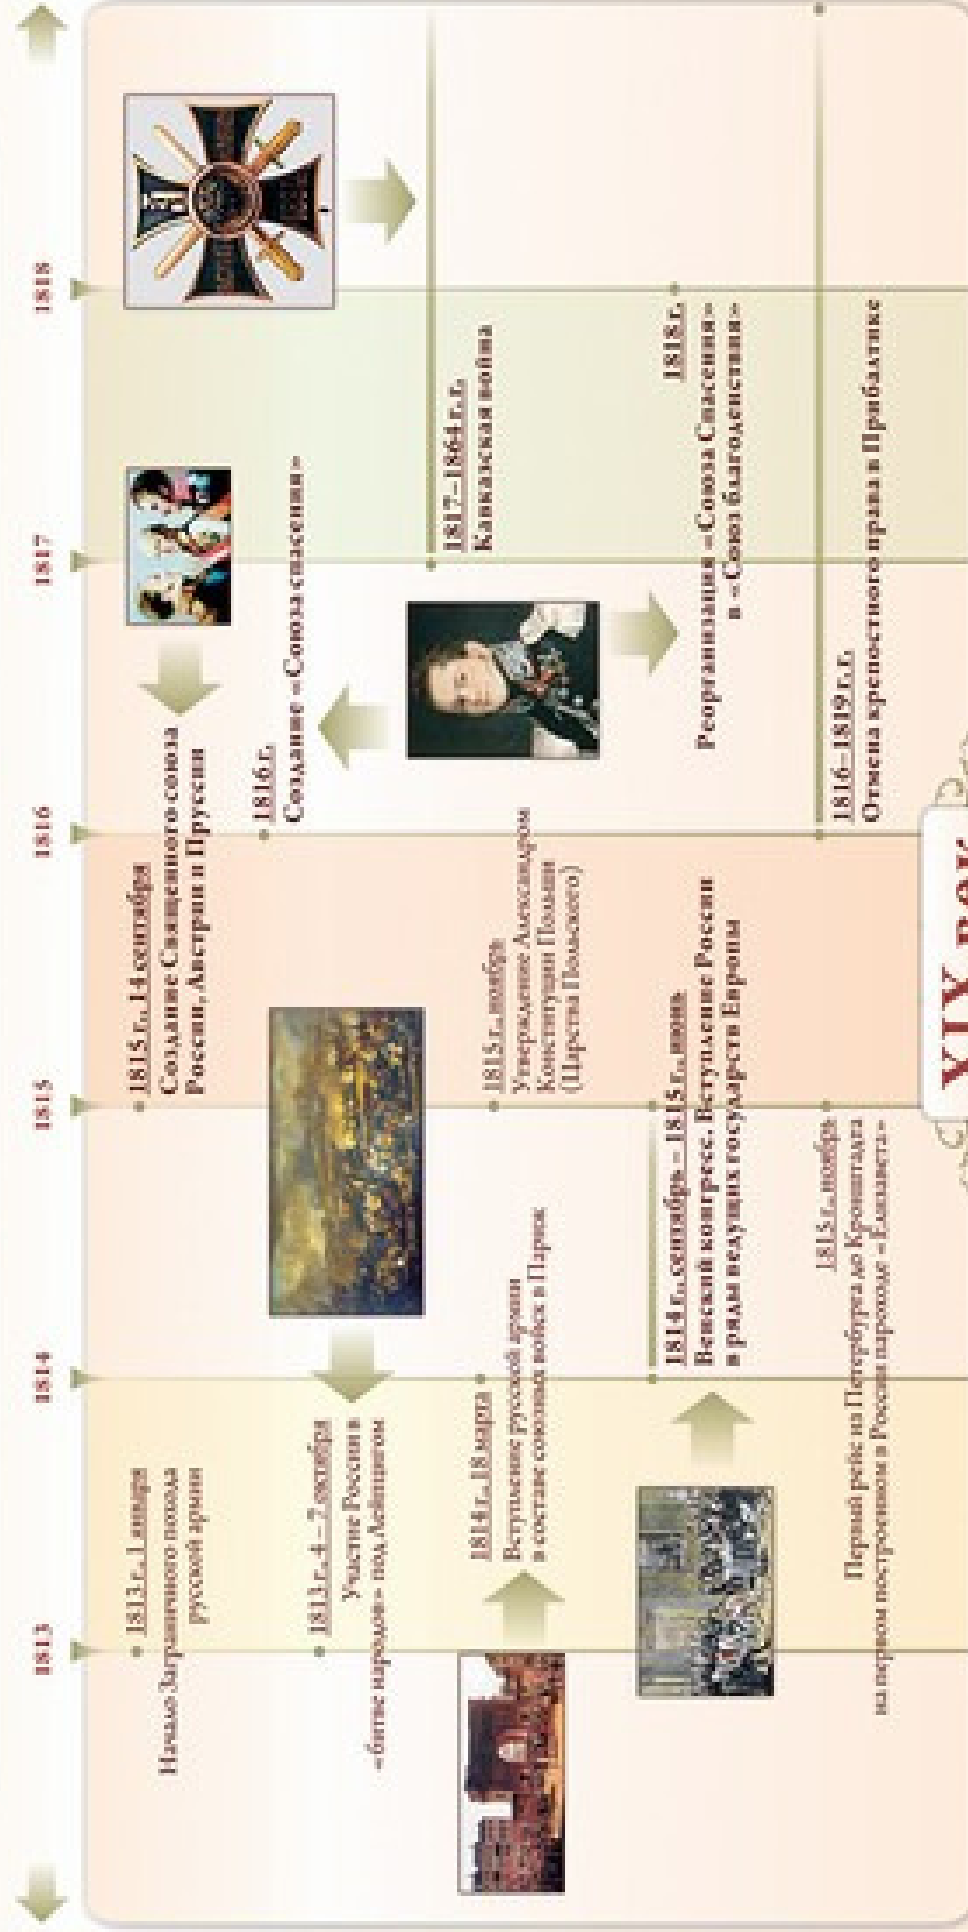 1813
1814
1815
1816
1817
1818
1813 г., 1 января
Начало Заграничного похода
русской армии
1813 г., 4 – 7 октября
Участие России в
«битве народов» под Лейпцигом
1814 г., 18 марта
Вступление русской армии
в составе союзных войск в Париж
1814 г., сентябрь – 1815 г., июнь
Венский конгресс. Вступление России
в ряды ведущих государств Европы
1815 г., ноябрь
Первый рейс из Петербурга до Кронштадта
на первом построенном в России пароходе «Елизавета»
1815 г., 14 сентября
Создание Священного союза
России, Австрии и Пруссии
1815 г., ноябрь
Утверждение Александром
Конституции Польши
(Царства Польского)
1816 г.
Создание «Союза спасения»
1817–1864 г. г.
Кавказская война
1818 г.
Реорганизация «Союза Спасения»
в «Союз благоденствия»
1816–1819 г. г.
Отмена крепостного права в Прибалтике
XIX век